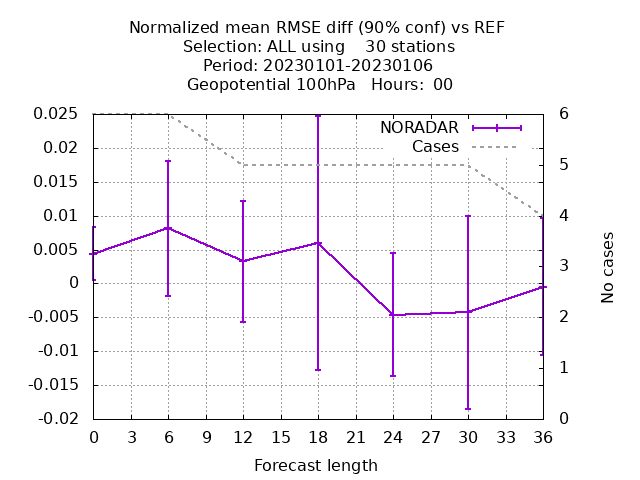 Normalized mean RMSE diff (90% conf) vs REF
Selection: ALL using    30 stations
Period: 20230101-20230106
Geopotential 100hPa   Hours:  00
NORADAR
Cases
0.025
0.02
0.015
0.01
0.005
0
-0.005
-0.01
-0.015
-0.02
6
5
4
3
2
1
0
No cases
0 3 6 9 12 15 18 21 24 27 30 33 36
Forecast length